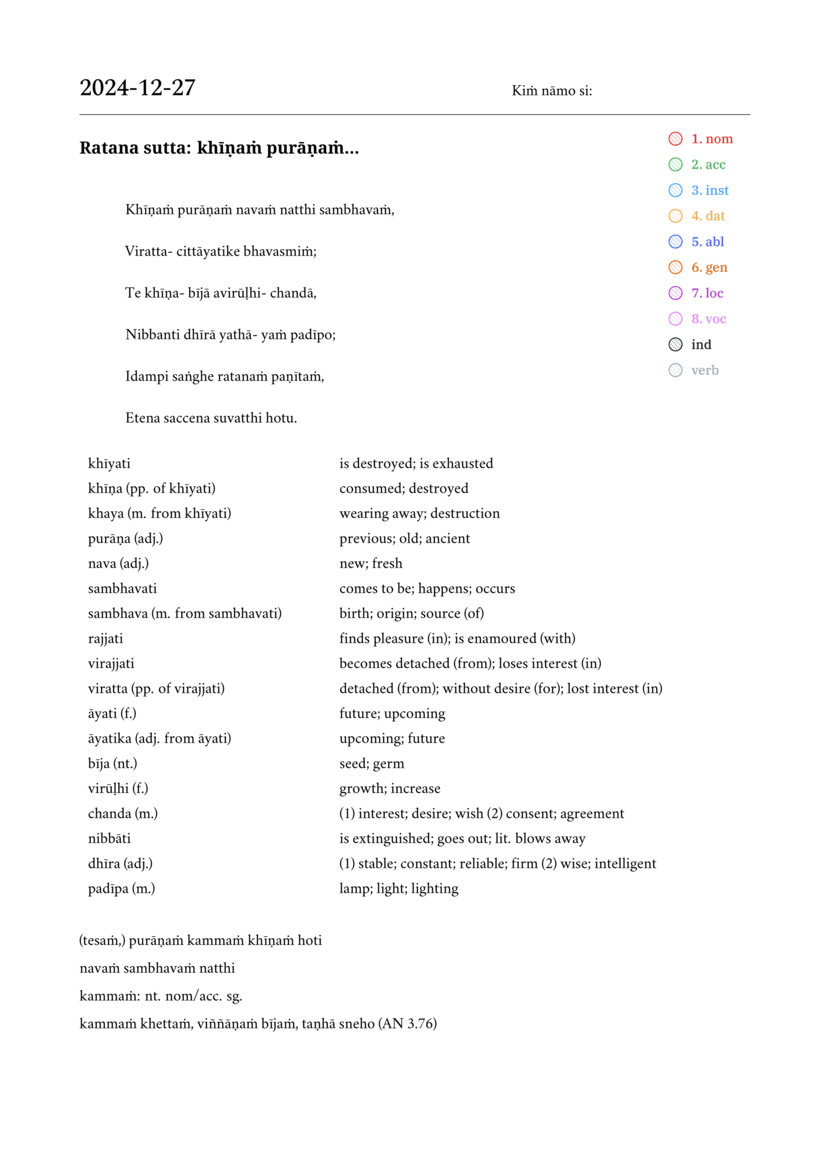 2024-12-27
Kiṁ nāmo si:
Ratana sutta: khīṇaṁ purāṇaṁ...
1. nom
2. acc
3. inst
4. dat
5. abl
6. gen
7. loc
8. voc
ind
verb
Khīṇaṁ purāṇaṁ navaṁ natthi sambhavaṁ,
Viratta- cittāyatike bhavasmiṁ;
Te khīṇa- bījā avirūḷhi- chandā,
Nibbanti dhīrā yathā- yaṁ padīpo;
Idampi saṅghe ratanaṁ paṇītaṁ,
Etena saccena suvatthi hotu.
khīyati is destroyed; is exhausted
khīṇa (pp. of khīyati) consumed; destroyed
khaya (m. from khīyati) wearing away; destruction
purāṇa (adj.) previous; old; ancient
nava (adj.) new; fresh
sambhavati comes to be; happens; occurs
sambhava (m. from sambhavati) birth; origin; source (of)
rajjati finds pleasure (in); is enamoured (with)
virajjati becomes detached (from); loses interest (in)
viratta (pp. of virajjati) detached (from); without desire (for); lost interest (in)
āyati (f.) future; upcoming
āyatika (adj. from āyati) upcoming; future
bīja (nt.) seed; germ
virūḷhi (f.) growth; increase
chanda (m.) (1) interest; desire; wish (2) consent; agreement
nibbāti is extinguished; goes out; lit. blows away
dhīra (adj.) (1) stable; constant; reliable; firm (2) wise; intelligent
padīpa (m.) lamp; light; lighting
(tesaṁ,) purāṇaṁ kammaṁ khīṇaṁ hoti
navaṁ sambhavaṁ natthi
kammaṁ: nt. nom/acc. sg.
kammaṁ khettaṁ, viññāṇaṁ bījaṁ, taṇhā sneho (AN 3.76)